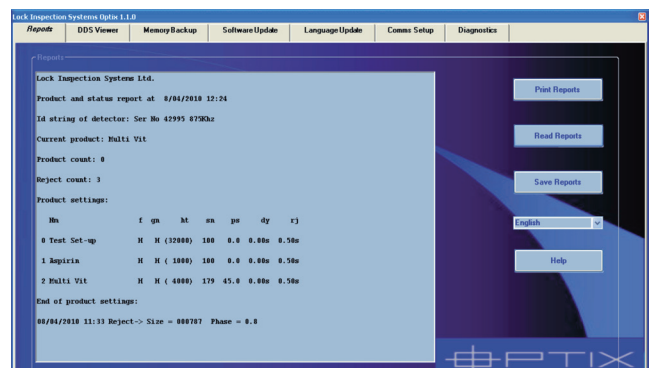 Lock Inspection Systems Optix 1.1.0
Reports DDS Viewer Memory Backup Software Update Language Update Comms Setup Diagnostics
Reports
Lock Inspection Systems Ltd.
Product and status report at 8/04/2010 12:24
Id string of detector: Ser No 42995 875Khz
Current product: Multi Vit
Product count: 0
Reject count: 3
Product settings:
Nm f gn ht sn ps dy rj
0 Test Set-up H H (32000) 100 0.0 0.80s 0.50s
1 Aspirin H H ( 1800) 100 0.0 0.80s 0.50s
2 Multi Vit H H ( 4000) 179 45.0 0.80s 0.50s
End of product settings:
08/04/2010 11:33 Reject-> Size = 000787 Phase = 0.0
Print Reports
Read Reports
Save Reports
English
Help
OPTIX